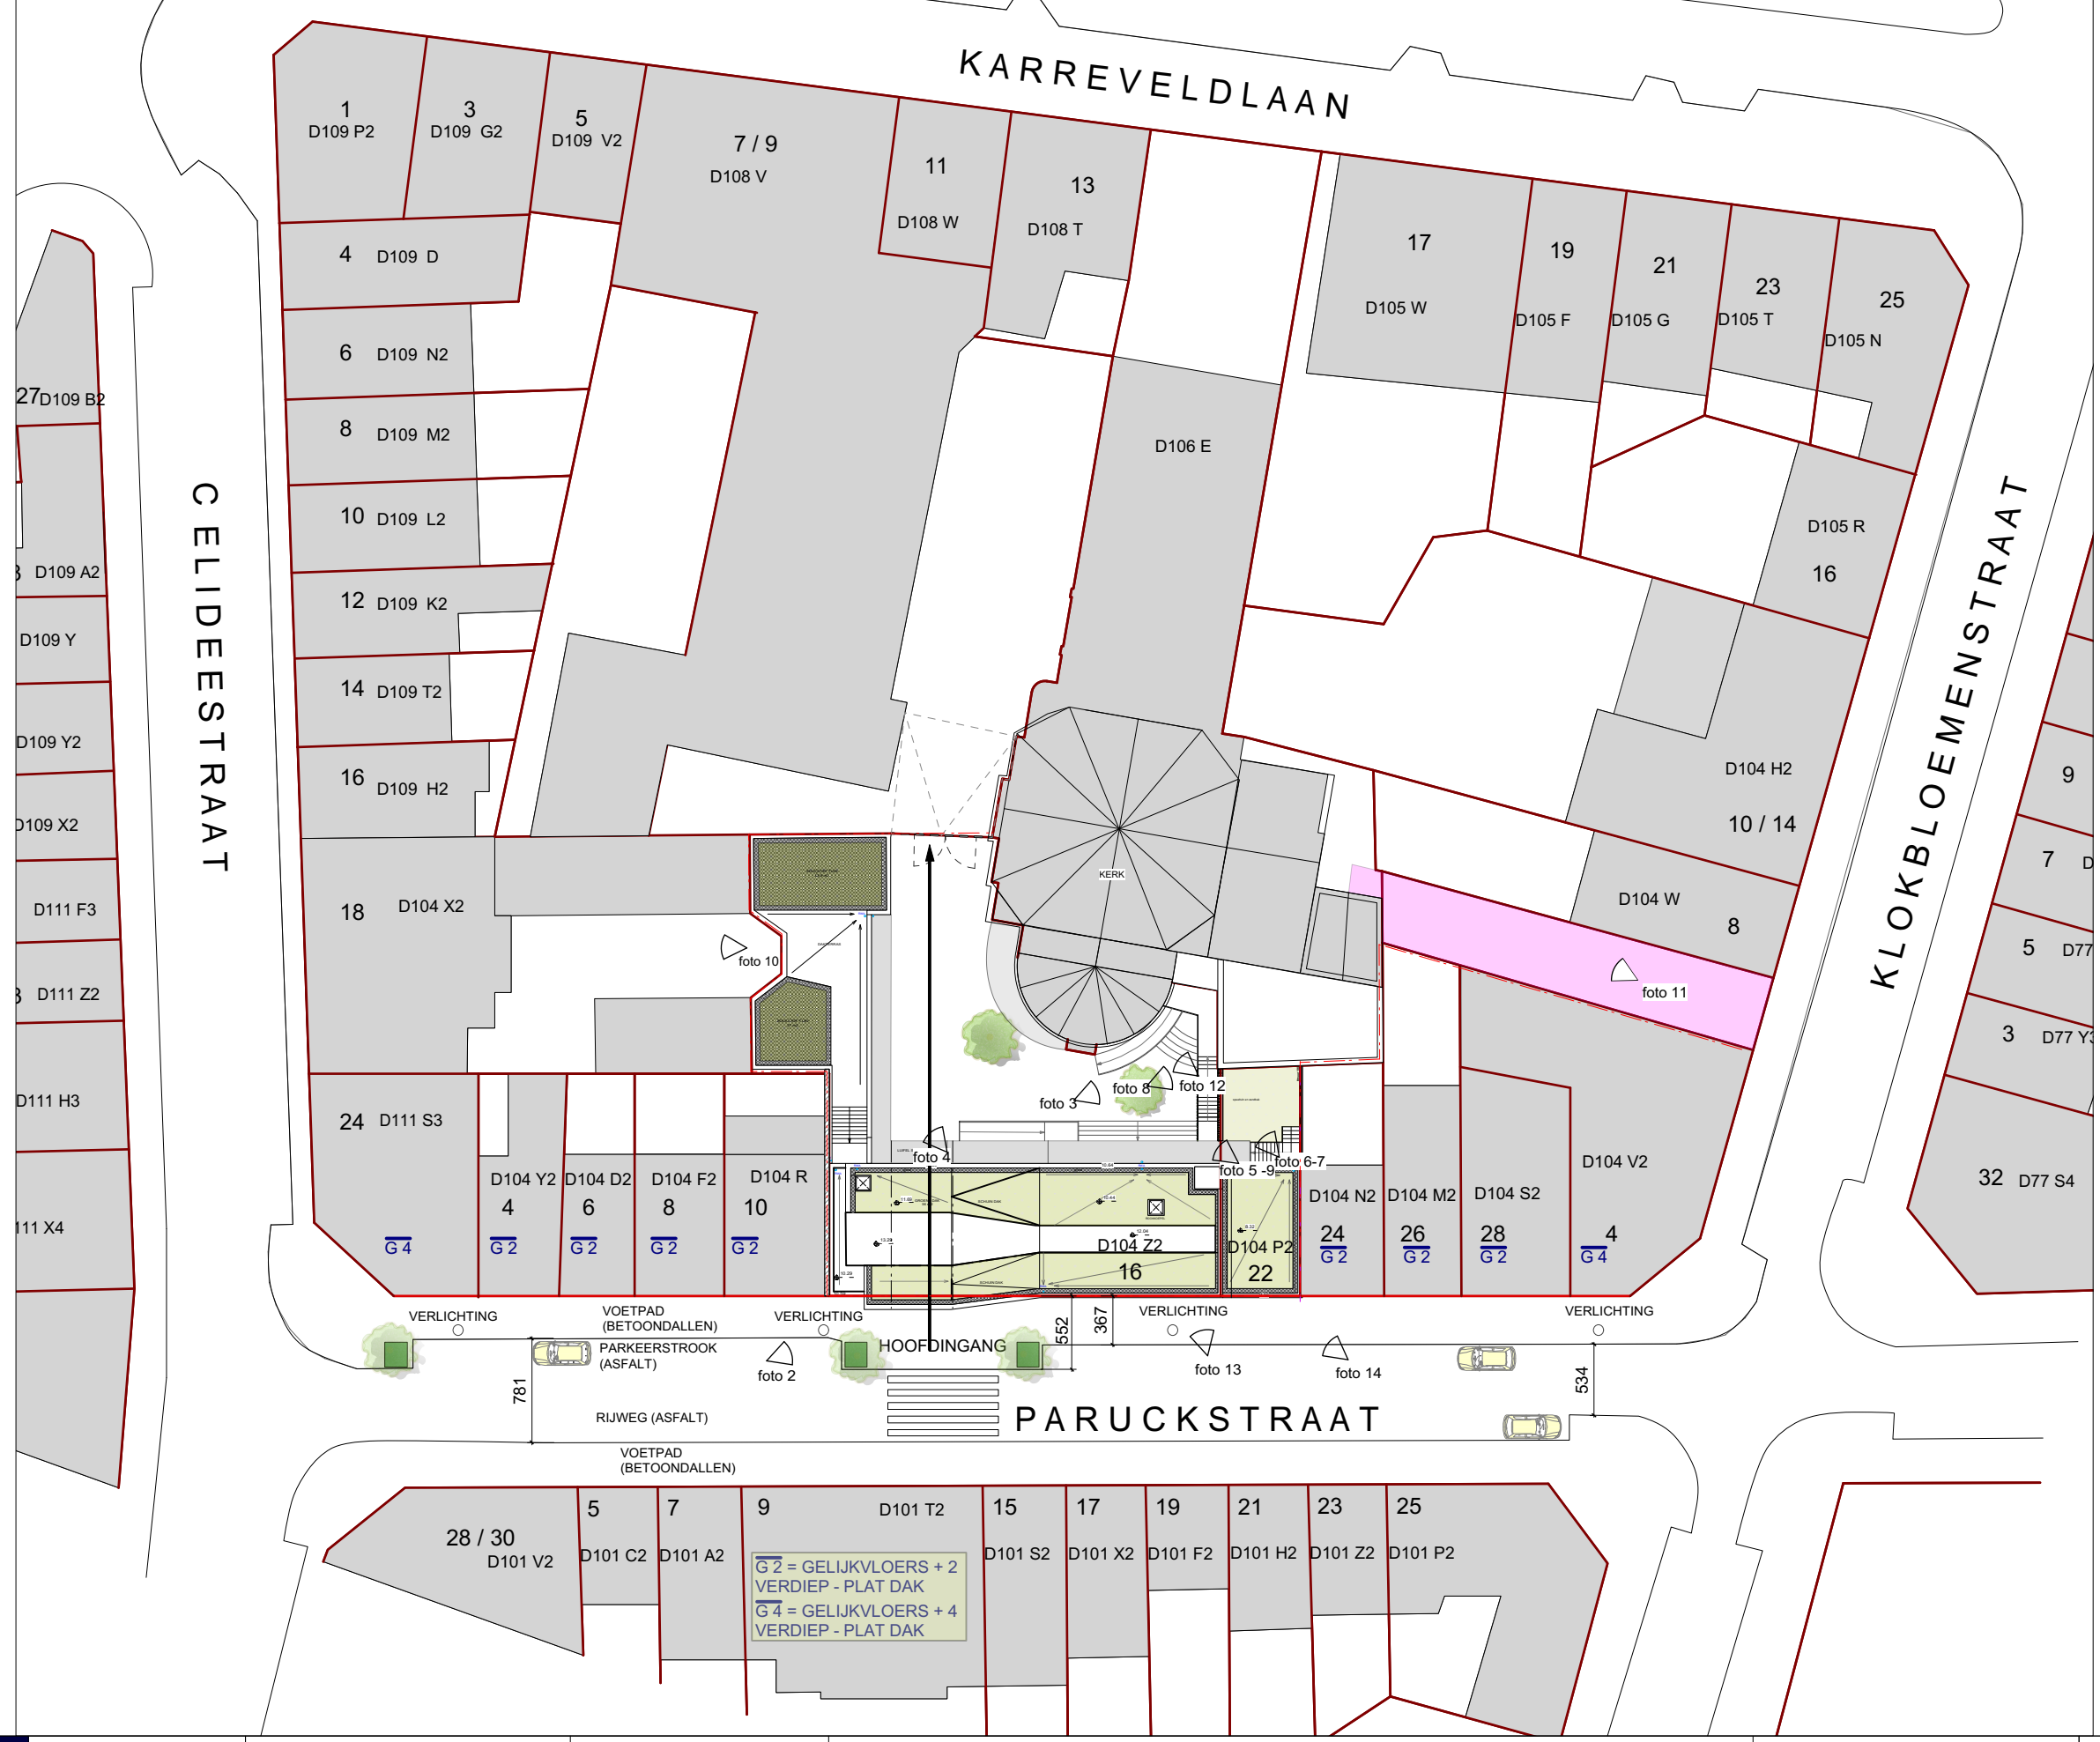 KARREVELDLAAN
1
D109 P2
3
D109 G2
5
D109 V2
7 / 9
D108 V
11
D108 W
13
D108 T
17
D105 W
19
D105 F
21
D105 G
23
D105 T
25
D105 N
4 D109 D
6 D109 N2
8 D109 M2
10 D109 L2
12 D109 K2
14 D109 T2
16 D109 H2
18 D104 X2
24 D111 S3
G 4
CELIDEESTRAAT
27 D109 B2
D109 A2
D109 Y
D109 Y2
D109 X2
D111 F3
D111 Z2
D111 H3
111 X4
D106 E
D105 R
16
D104 H2
10 / 14
D104 W
8
KLOKBLOEMENSTRAAT
9
7 D
5 D77
3 D77 Y3
32 D77 S4
KERK
foto 10
foto 11
foto 3
foto 8
foto 12
foto 4
foto 5 -9
foto 6-7
D104 Y2
4
G 2
D104 D2
6
G 2
D104 F2
8
G 2
D104 R
10
G 2
D104 Z2
16
D104 P2
22
D104 N2
24
G 2
D104 M2
26
G 2
D104 S2
28
G 2
D104 V2
4
G 4
VERLICHTING
VOETPAD
(BETOONDALLEN)
VERLICHTING
VERLICHTING
VERLICHTING
PARKEERSTROOK
(ASFALT)
foto 2
HOOFDINGANG
552
367
foto 13
foto 14
534
781
RIJWEG (ASFALT)
PARUCKSTRAAT
VOETPAD
(BETOONDALLEN)
28 / 30
D101 V2
5
D101 C2
7
D101 A2
9
D101 T2
15
D101 S2
17
D101 X2
19
D101 F2
21
D101 H2
23
D101 Z2
25
D101 P2
G 2 = GELIJKVLOERS + 2
VERDIEP - PLAT DAK
G 4 = GELIJKVLOERS + 4
VERDIEP - PLAT DAK